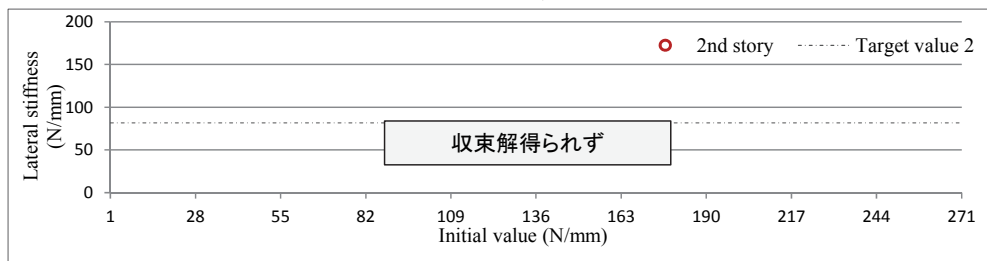 200
2nd story
Target value 2
150
100
50
0
Lateral stiffness
(N/mm)
収束解得られず
1 28 55 82 109 136 163 190 217 244 271
Initial value (N/mm)